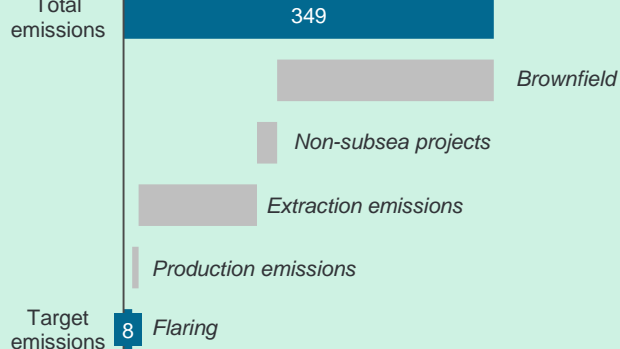 Total
emissions
349
Brownfield
Non-subsea projects
Extraction emissions
Production emissions
Target
emissions
8
Flaring